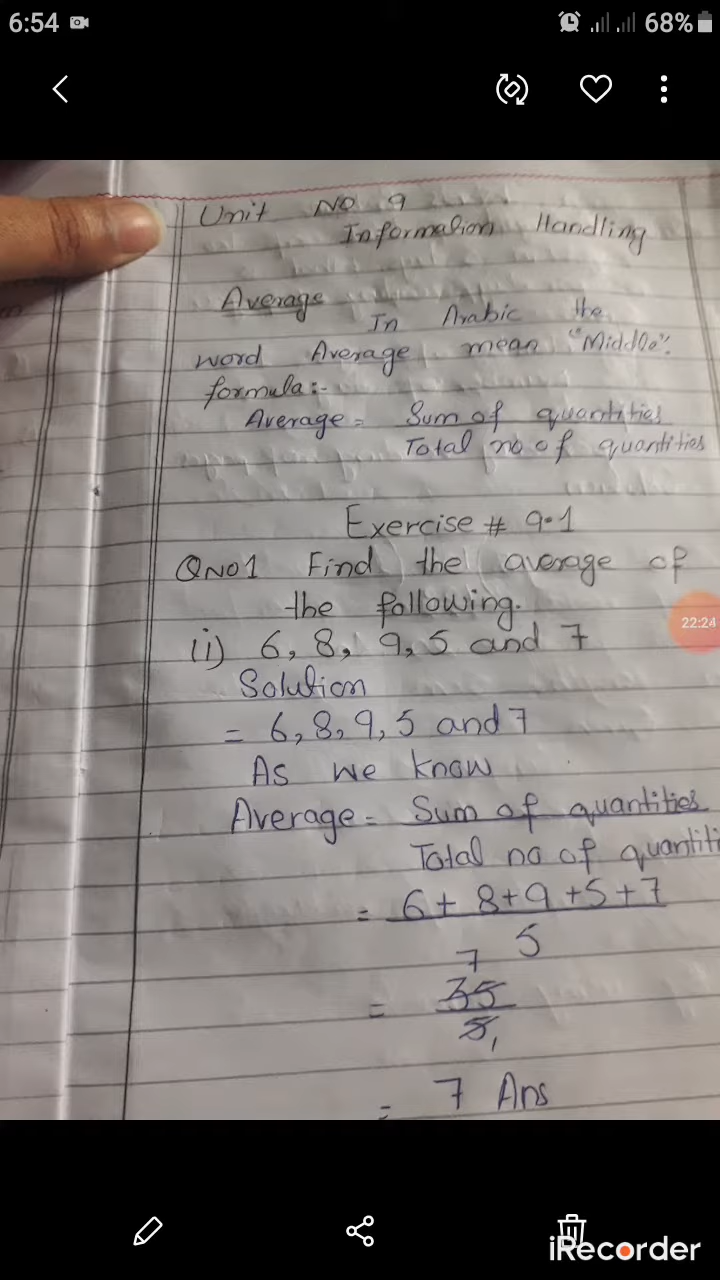 6:54
68%
Unit No 9
Information Handling
Average
In Arabic the
word Average mean "Middle".
formula:-
Average = Sum of quantities
Total no of quantities
Exercise # 9.1
QNo1 Find the average of
the following.
(i) 6, 8, 9, 5 and 7
22:24
Solution
= 6, 8, 9, 5 and 7
As we know
Average = Sum of quantities
Total no of quantiti
= 6 + 8 + 9 + 5 + 7
5
7
= 35
5 1
= 7 Ans
iRecorder